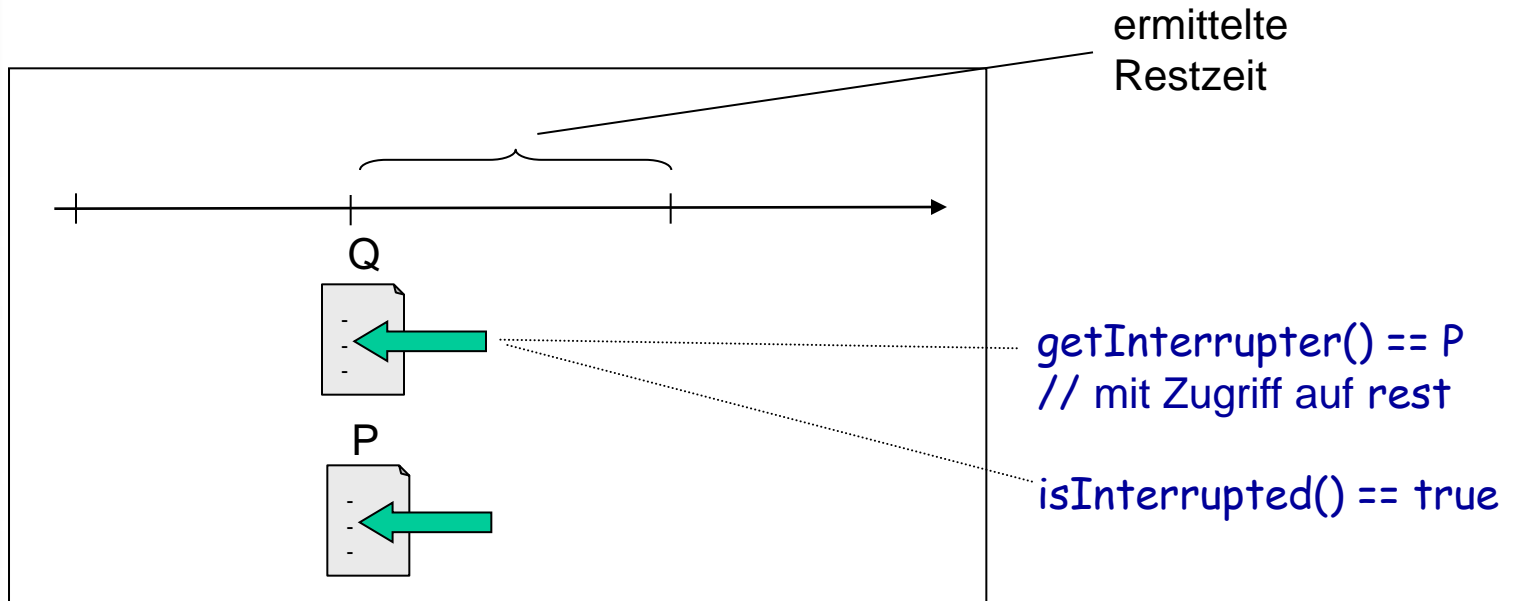 ermittelte
Restzeit
Q
-
-
-
getInterrupter() == P
// mit Zugriff auf rest
P
isInterrupted() == true
-
-
-